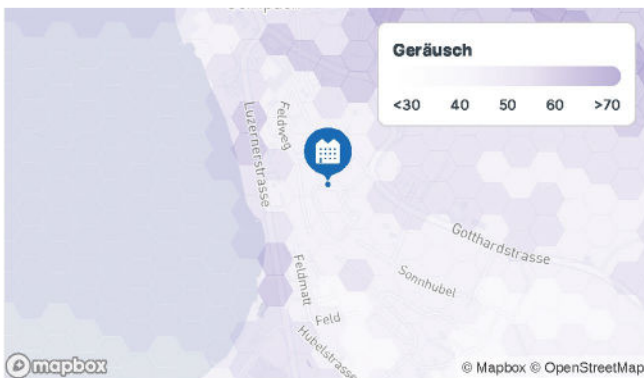 Geräusch
<30 40 50 60 >70
Luzernerstrasse
Feldweg
Gotthardstrasse
Sonnhubel
Feldmatt
Feld
Hubelstrasse
mapbox
© Mapbox © OpenStreetMap